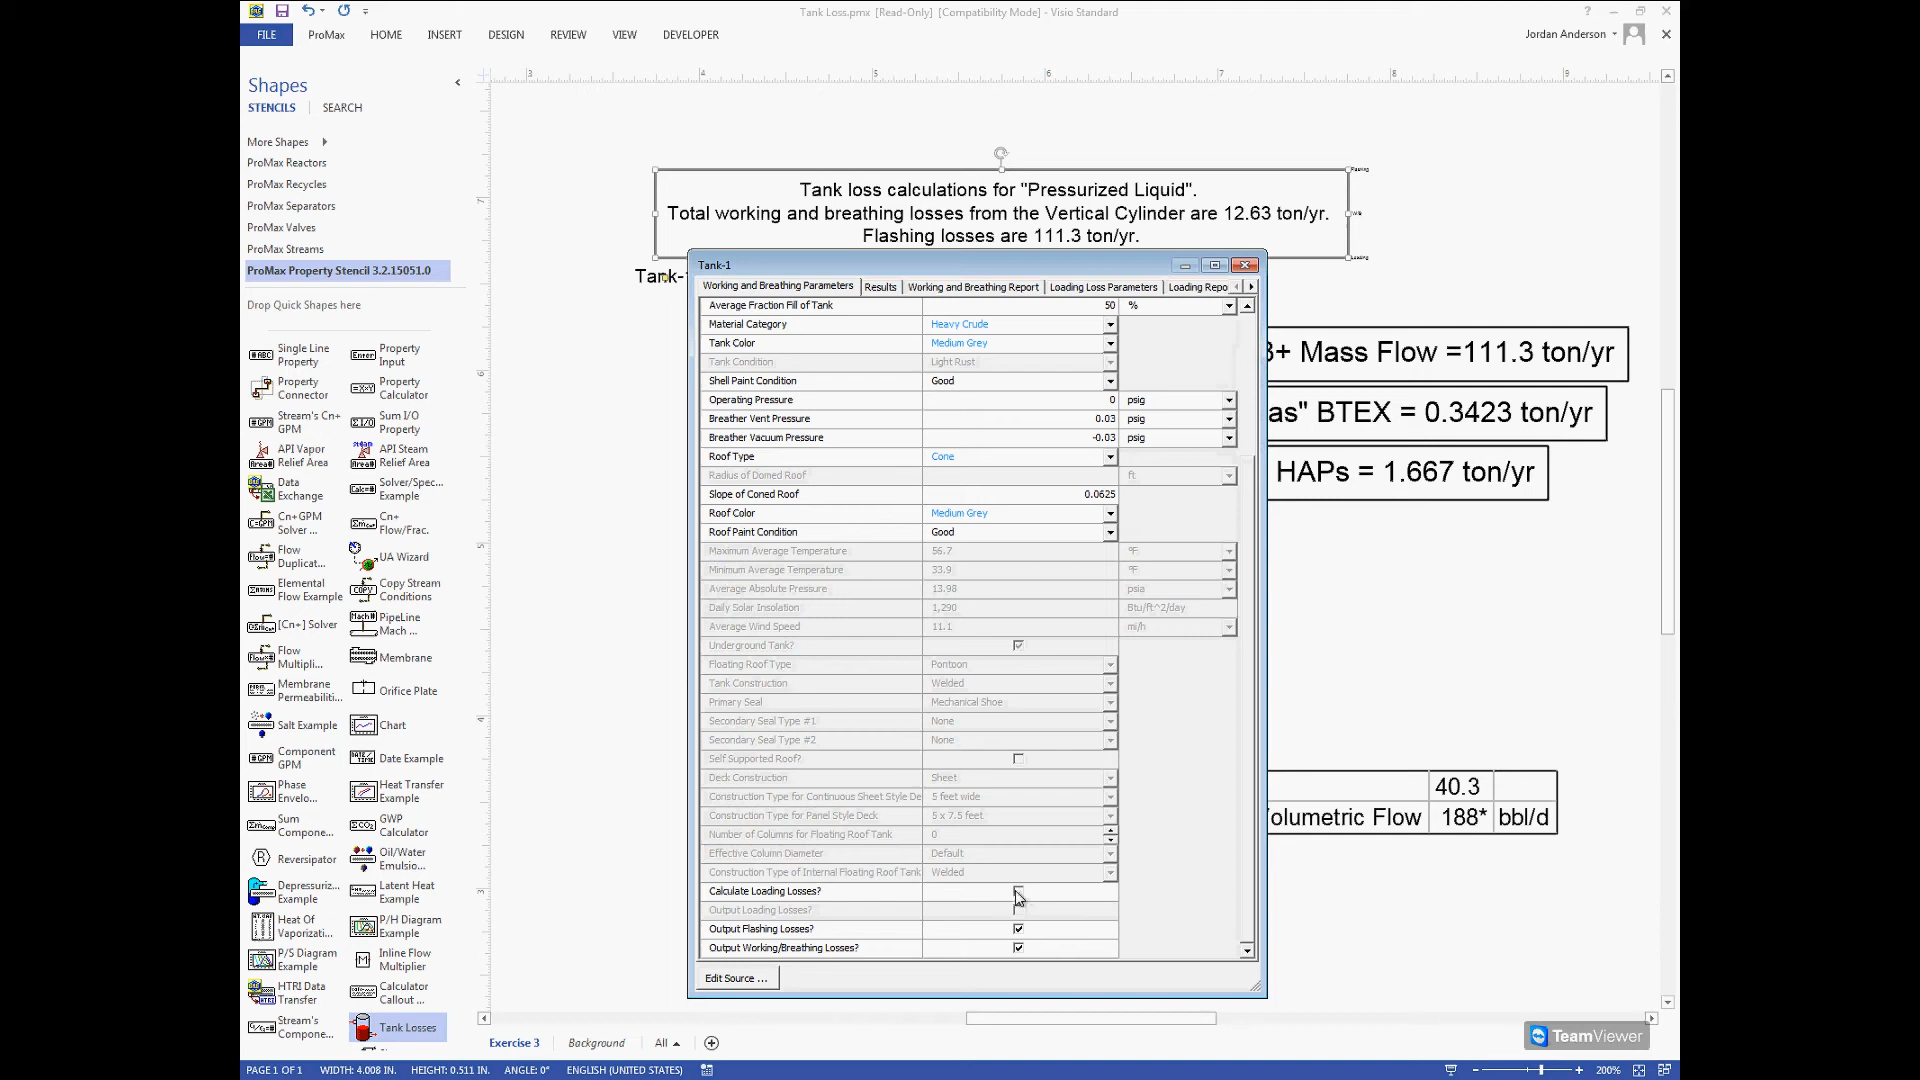 Tank Loss.pmx [Read-Only] [Compatibility Mode] - Visio Standard
FILE ProMax HOME INSERT DESIGN REVIEW VIEW DEVELOPER
Jordan Anderson
Shapes
STENCILS SEARCH
More Shapes
ProMax Reactors
ProMax Recycles
ProMax Separators
ProMax Valves
ProMax Streams
ProMax Property Stencil 3.2.15051.0
Drop Quick Shapes here
Single Line Property
Property Input
Property Connector
Property Calculator
Stream's Cn+ GPM
Sum I/O Property
API Vapor Relief Area
API Steam Relief Area
Data Exchange
Solver/Spec... Example
Cn+GPM Solver ...
Cn+ Flow/Frac.
Flow Duplicat...
UA Wizard
Elemental Flow Example
Copy Stream Conditions
[Cn+] Solver
PipeLine Mach ...
Flow Multipli...
Membrane
Membrane Permeabiliti...
Orifice Plate
Salt Example
Chart
Component GPM
Date Example
Phase Envelo...
Heat Transfer Example
Sum Compone...
GWP Calculator
Reversipator
Oil/Water Emulsio...
Depressuriz... Example
Latent Heat Example
Heat Of Vaporizati...
P/H Diagram Example
P/S Diagram Example
Inline Flow Multiplier
HTRI Data Transfer
Calculator Callout ...
Stream's Compone...
Tank Losses
Tank loss calculations for "Pressurized Liquid".
Total working and breathing losses from the Vertical Cylinder are 12.63 ton/yr.
Flashing losses are 111.3 ton/yr.
Flashing
W/B
Loading
Tank-
3+ Mass Flow =111.3 ton/yr
as" BTEX = 0.3423 ton/yr
HAPs = 1.667 ton/yr
40.3
olumetric Flow 188* bbl/d
Tank-1
Working and Breathing Parameters Results Working and Breathing Report Loading Loss Parameters Loading Repo
Average Fraction Fill of Tank 50 %
Material Category Heavy Crude
Tank Color Medium Grey
Tank Condition Light Rust
Shell Paint Condition Good
Operating Pressure 0 psig
Breather Vent Pressure 0.03 psig
Breather Vacuum Pressure -0.03 psig
Roof Type Cone
Radius of Domed Roof ft
Slope of Coned Roof 0.0625
Roof Color Medium Grey
Roof Paint Condition Good
Maximum Average Temperature 56.7 °F
Minimum Average Temperature 33.9 °F
Average Absolute Pressure 13.98 psia
Daily Solar Insolation 1,290 Btu/ft^2/day
Average Wind Speed 11.1 mi/h
Underground Tank?
Floating Roof Type Pontoon
Tank Construction Welded
Primary Seal Mechanical Shoe
Secondary Seal Type #1 None
Secondary Seal Type #2 None
Self Supported Roof?
Deck Construction Sheet
Construction Type for Continuous Sheet Style De 5 feet wide
Construction Type for Panel Style Deck 5 x 7.5 feet
Number of Columns for Floating Roof Tank 0
Effective Column Diameter Default
Construction Type of Internal Floating Roof Tank Welded
Calculate Loading Losses?
Output Loading Losses?
Output Flashing Losses?
Output Working/Breathing Losses?
Edit Source ...
TeamViewer
Exercise 3 Background All
PAGE 1 OF 1 WIDTH: 4.008 IN. HEIGHT: 0.511 IN. ANGLE: 0° ENGLISH (UNITED STATES) 200%